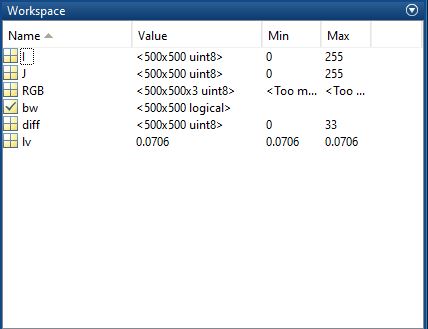 Workspace
Name Value Min Max
I <500x500 uint8> 0 255
J <500x500 uint8> 0 255
RGB <500x500x3 uint8> <Too m... <Too ...
bw <500x500 logical>
diff <500x500 uint8> 0 33
lv 0.0706 0.0706 0.0706